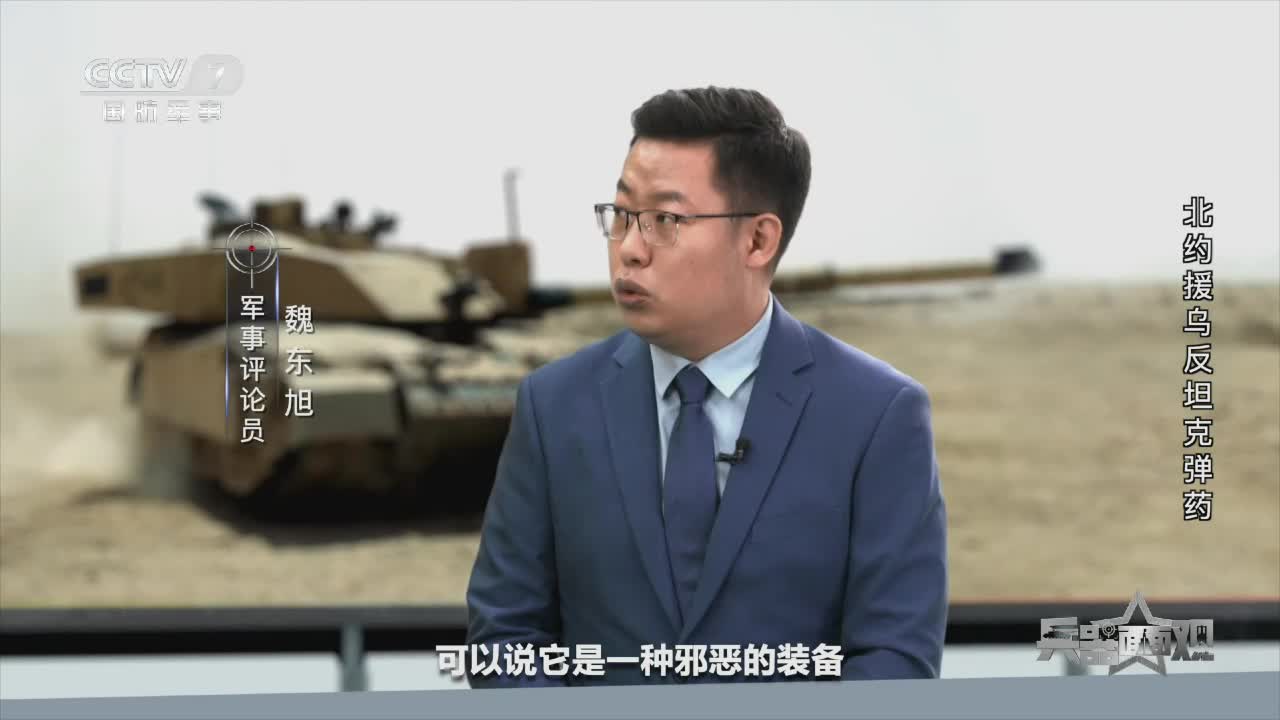 CCTV 7
国防军事
军事评论员
魏东旭
北约援乌反坦克弹药
兵器面面观
可以说它是一种邪恶的装备